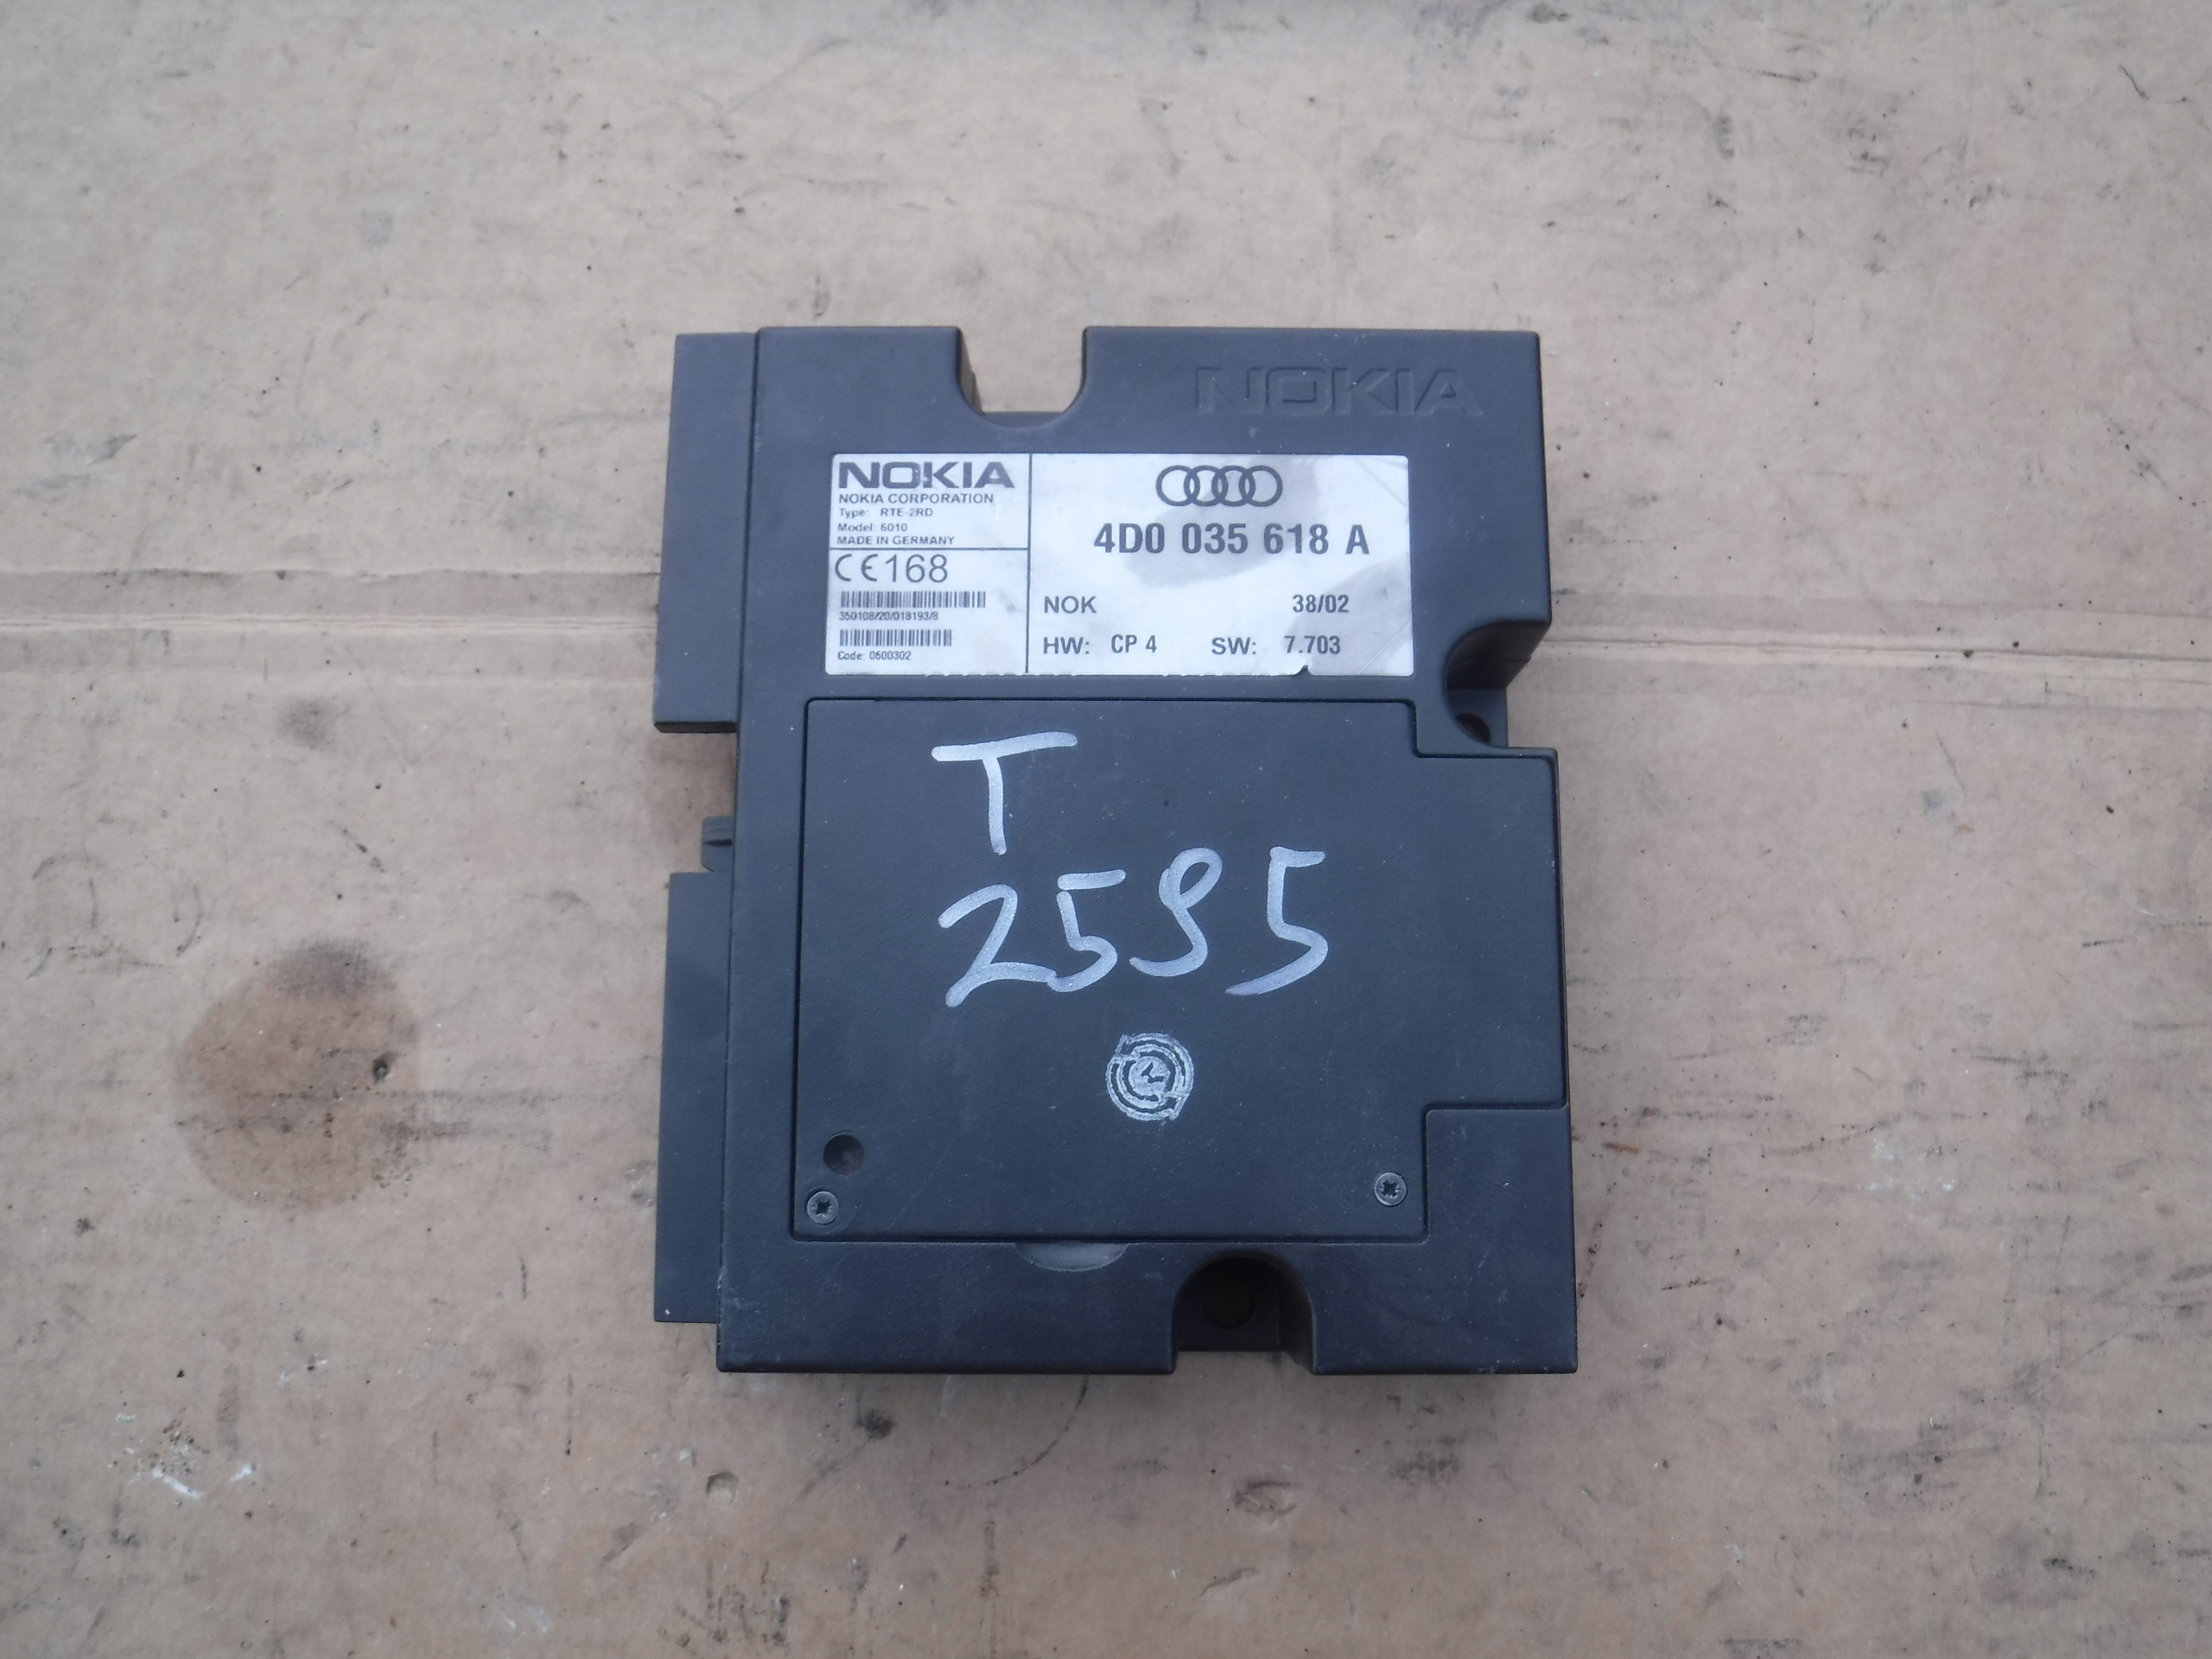 NOKIA
NOKIA
NOKIA CORPORATION
Type: RTE-2RD
Model: 6010
MADE IN GERMANY
CE168
350108/20/018193/8
Code: 0600302
4D0 035 618 A
NOK 38/02
HW: CP 4 SW: 7.703
T
2595